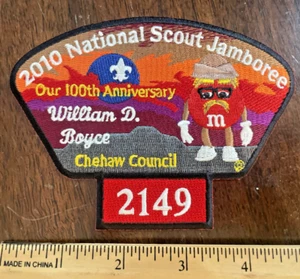 2010 National Scout Jamboree
Our 100th Anniversary
William D.
Boyce
m
Chehaw Council
2149
MADE IN CHINA
1 2 3 4